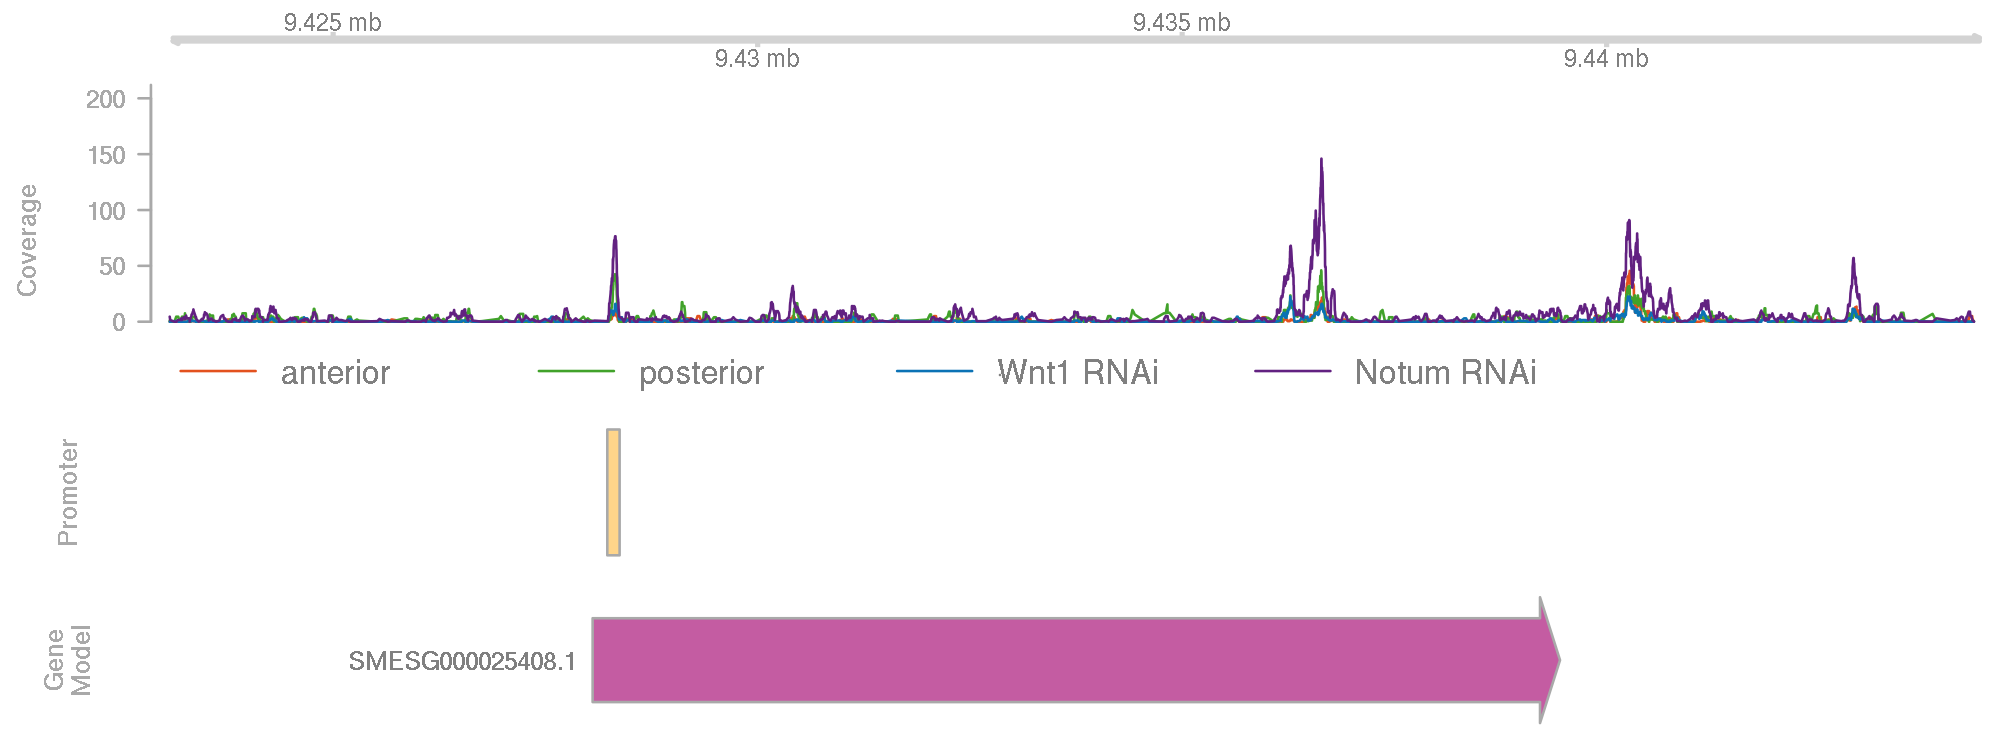 9.425 mb
9.435 mb
9.43 mb
9.44 mb
Coverage
200
150
100
50
0
anterior
posterior
Wnt1 RNAi
Notum RNAi
Promoter
Gene
Model
SMESG000025408.1